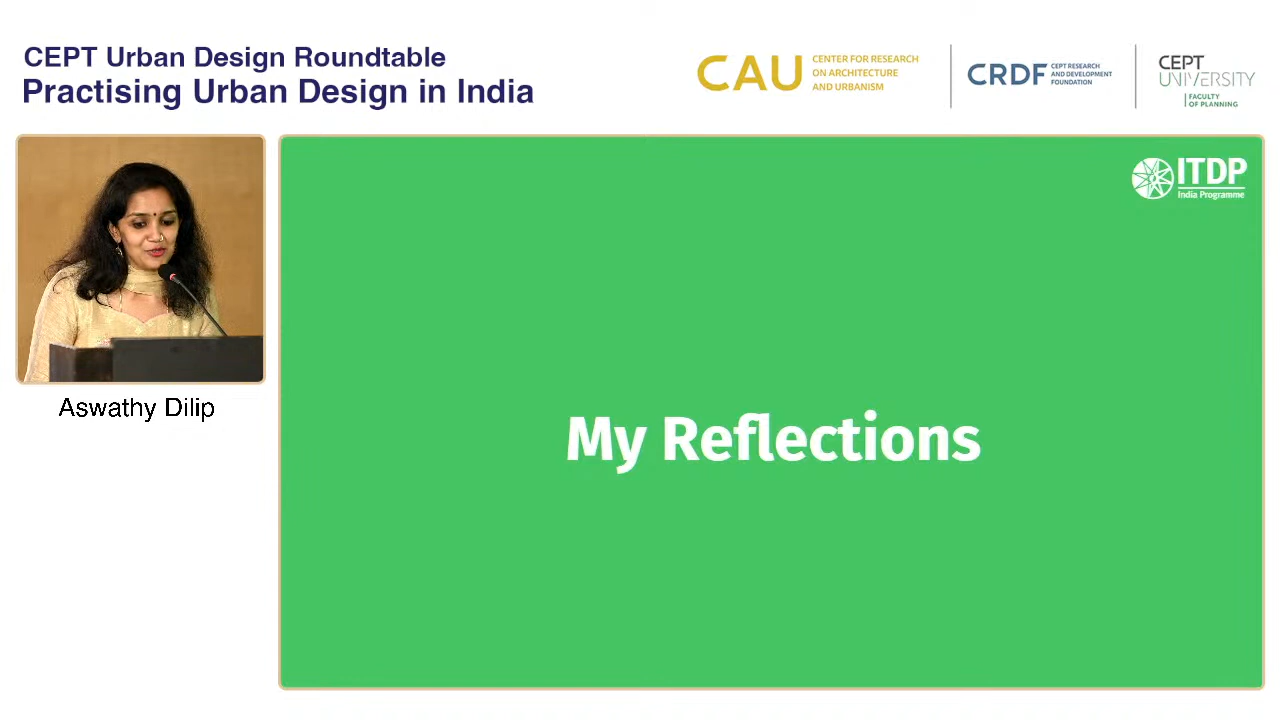 CEPT Urban Design Roundtable
Practising Urban Design in India
CAU
CENTER FOR RESEARCH
ON ARCHITECTURE
AND URBANISM
CRDF
CEPT RESEARCH
AND DEVELOPMENT
FOUNDATION
CEPT
UNIVERSITY
FACULTY
OF PLANNING
Aswathy Dilip
ITDP
India Programme
My Reflections